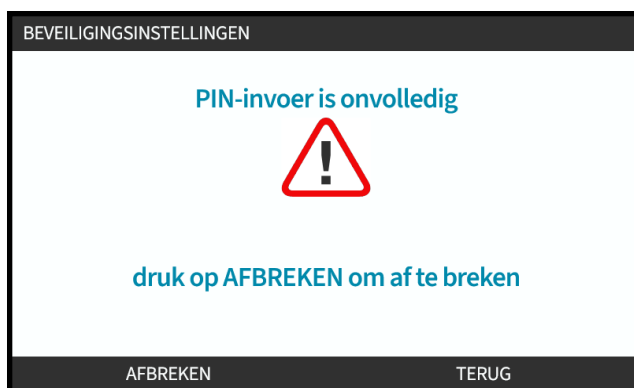 BEVEILIGINGSINSTELLINGEN
PIN-invoer is onvolledig
!
druk op AFBREKEN om af te breken
AFBREKEN TERUG